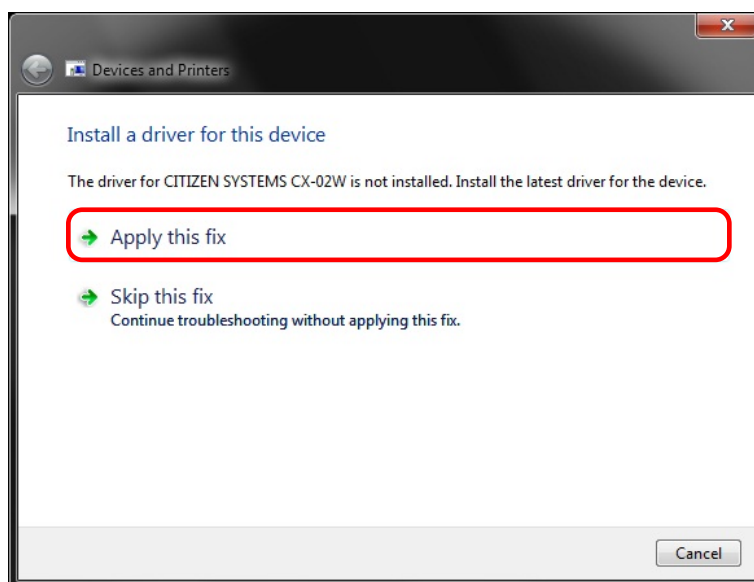 Devices and Printers
Install a driver for this device
The driver for CITIZEN SYSTEMS CX-02W is not installed. Install the latest driver for the device.
Apply this fix
Skip this fix
Continue troubleshooting without applying this fix.
Cancel